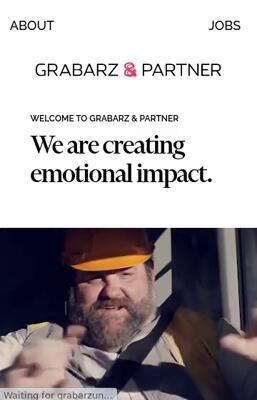 ABOUT JOBS
GRABARZ & PARTNER
WELCOME TO GRABARZ & PARTNER
We are creating
emotional impact.
Waiting for grabarzun...